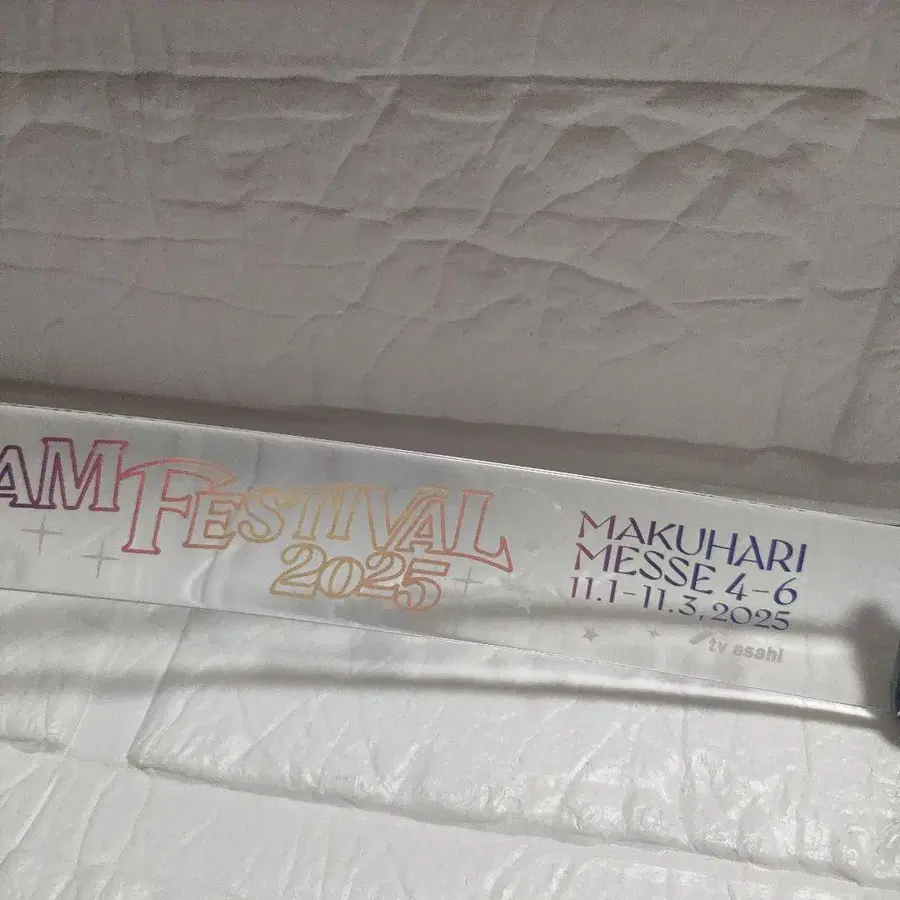 AM FESTIVAL
2025
MAKUHARI
MESSE 4-6
11.1-11.3, 2025
tv asahi